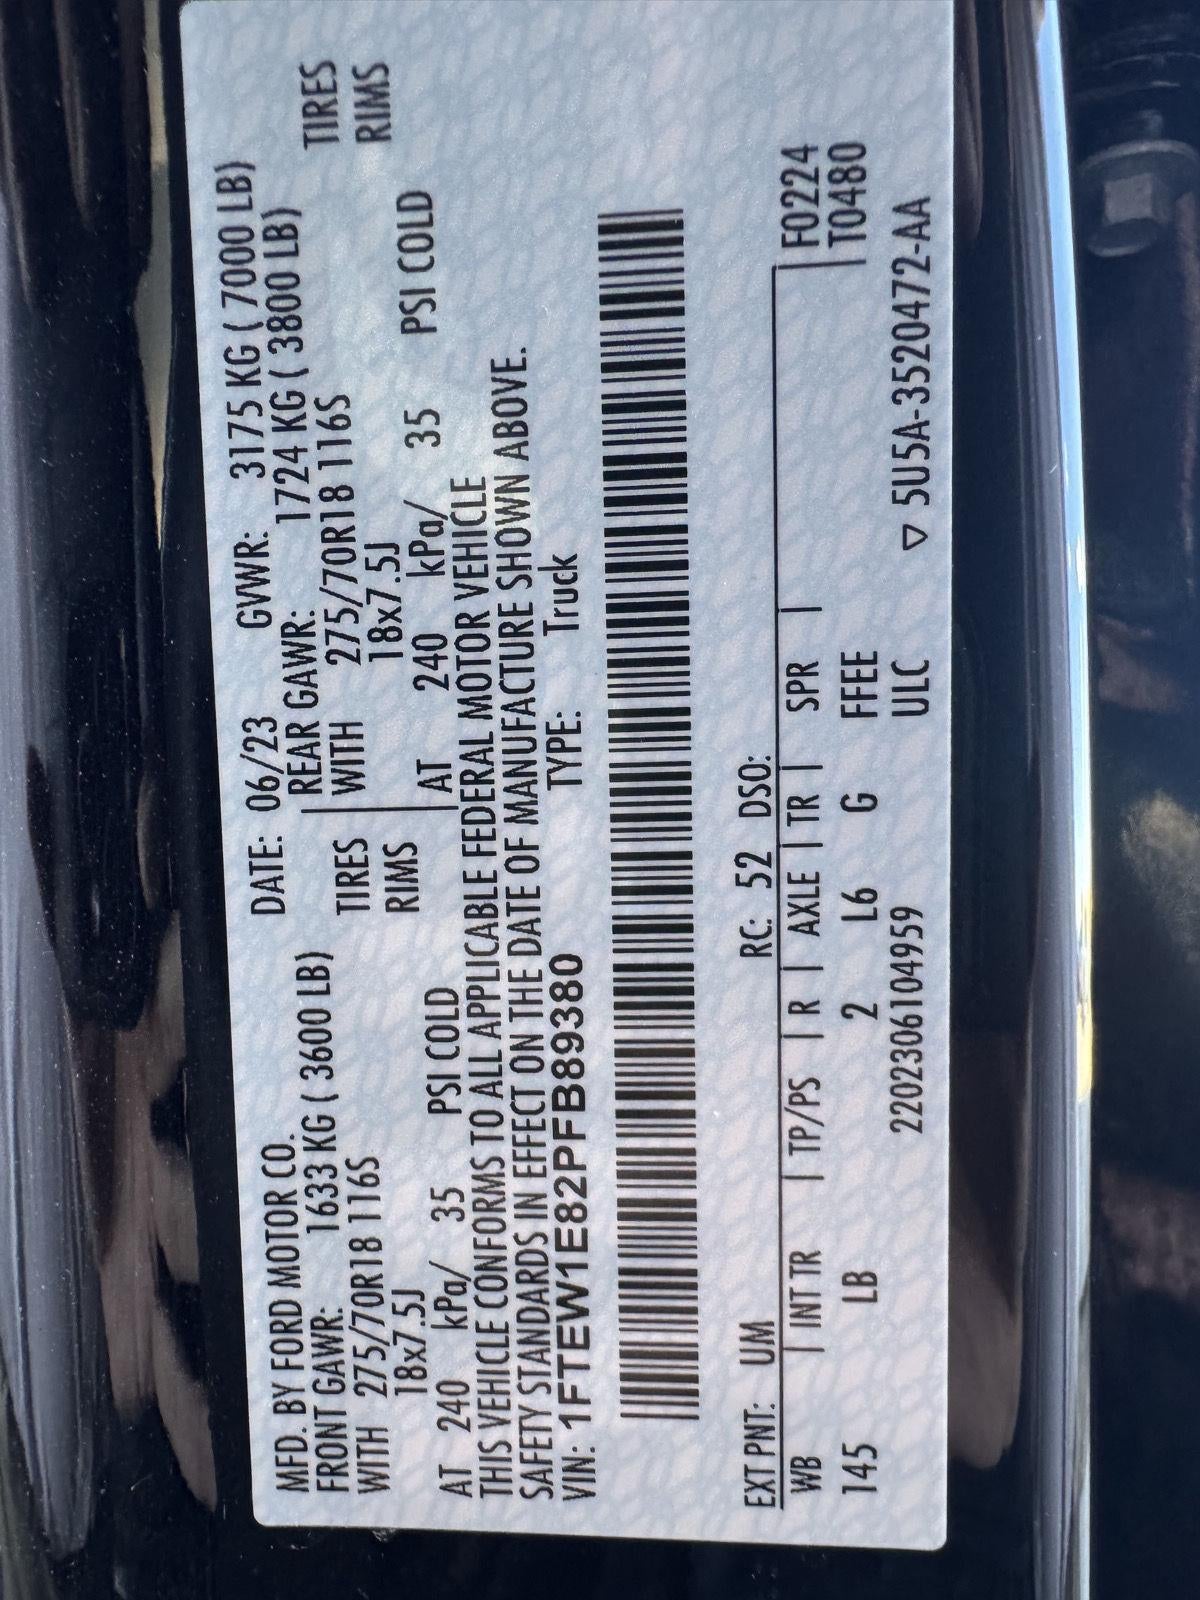 MFD. BY FORD MOTOR CO.
DATE: 06/23 GVWR: 3175 KG ( 7000 LB)
FRONT GAWR: 1633 KG ( 3600 LB)
REAR GAWR: 1724 KG ( 3800 LB)
WITH 275/70R18 116S TIRES
WITH 275/70R18 116S TIRES
18x7.5J RIMS
18x7.5J RIMS
AT 240 kPa/ 35 PSI COLD
AT 240 kPa/ 35 PSI COLD
THIS VEHICLE CONFORMS TO ALL APPLICABLE FEDERAL MOTOR VEHICLE
SAFETY STANDARDS IN EFFECT ON THE DATE OF MANUFACTURE SHOWN ABOVE.
VIN: 1FTEW1E82PFB89380 TYPE: Truck
EXT PNT: UM RC: 52 DSO:
WB | INT TR | TP/PS | R | AXLE | TR | SPR | F0224
145 LB 2 L6 G FFEE T0480
2202306104959 ULC ▽ 5U5A-3520472-AA